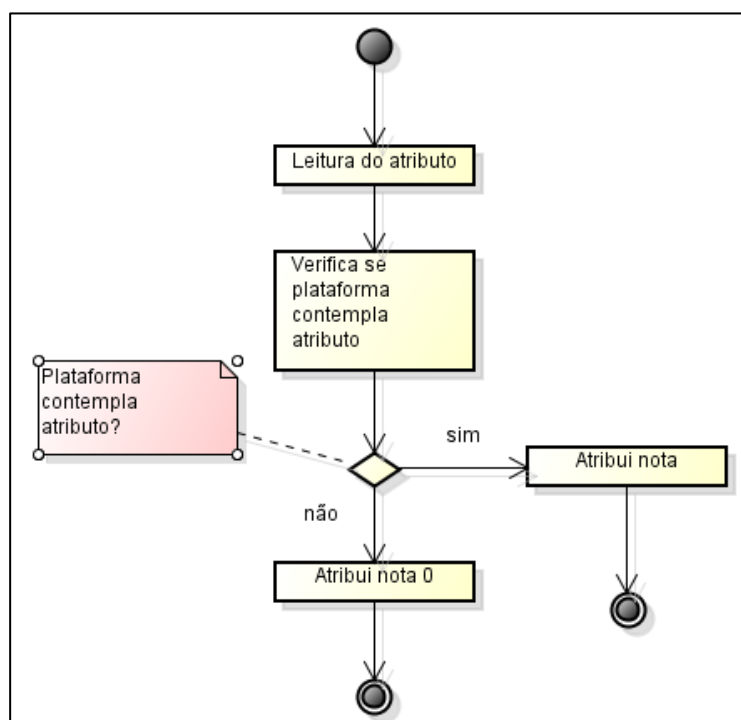 Leitura do atributo
Verifica se
plataforma
contempla
atributo
Plataforma
contempla
atributo?
sim
Atribui nota
não
Atribui nota 0